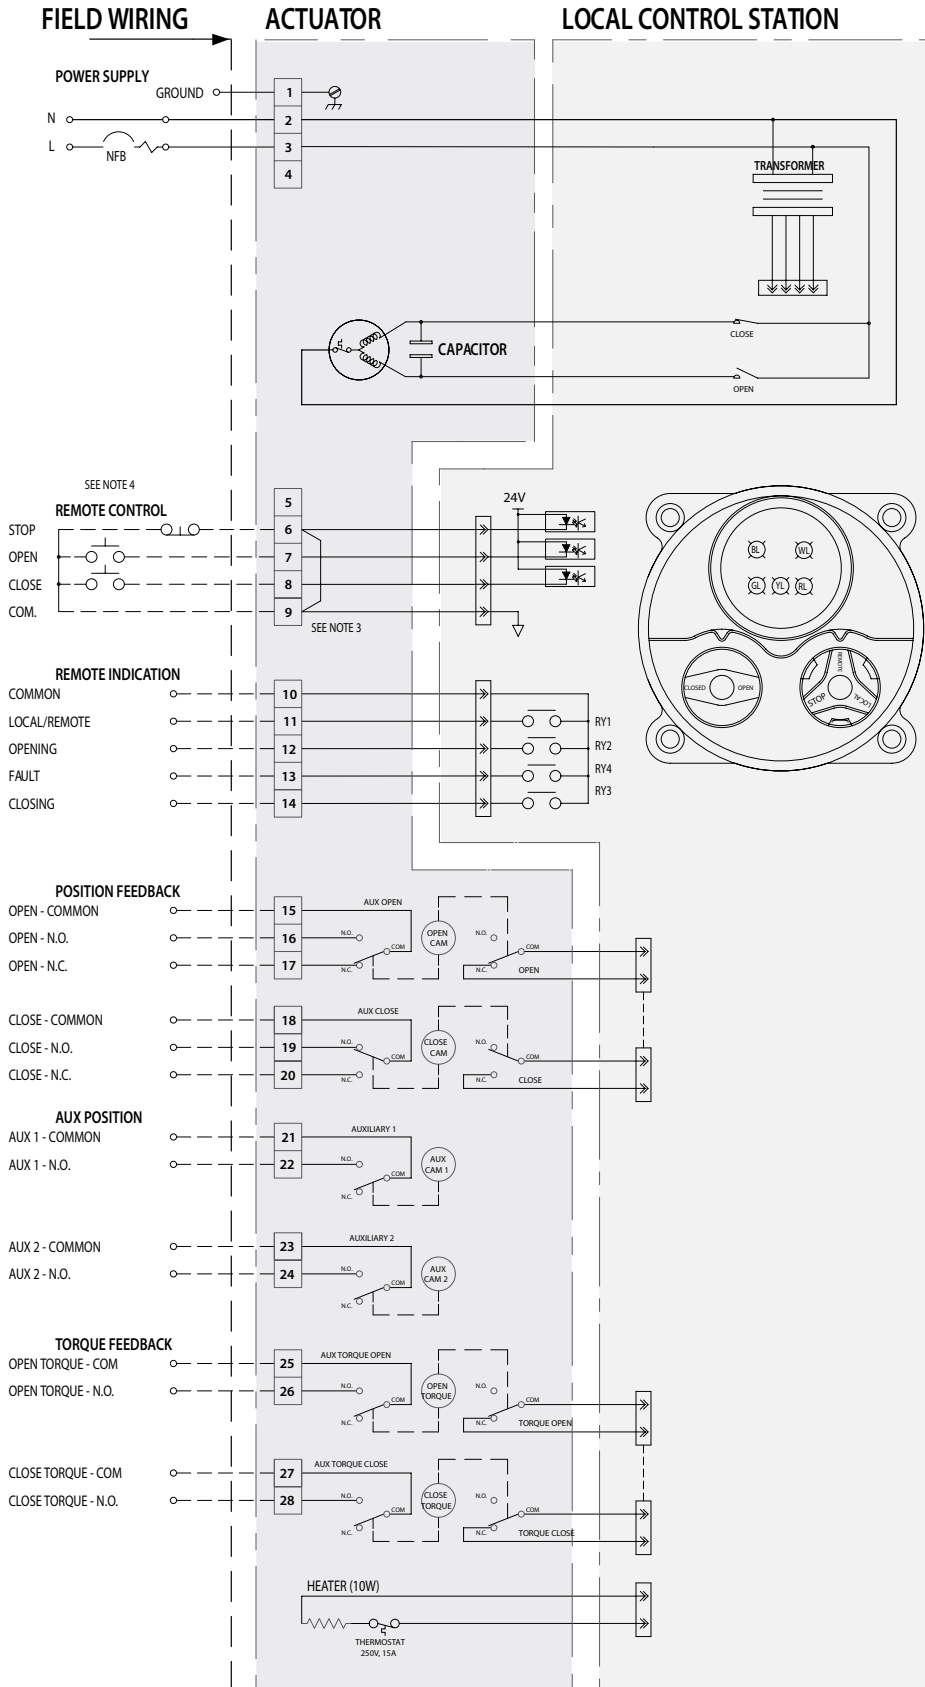 FIELD WIRING
ACTUATOR
LOCAL CONTROL STATION
POWER SUPPLY
GROUND
1
N
2
L
NFB
3
4
TRANSFORMER
CLOSE
CAPACITOR
OPEN
SEE NOTE 4
REMOTE CONTROL
5
24V
STOP
6
OPEN
7
CLOSE
8
COM.
9
SEE NOTE 3
BL
WL
GL
YL
RL
CLOSED
OPEN
REMOTE
STOP
LOCAL
REMOTE INDICATION
COMMON
10
LOCAL/REMOTE
11
RY1
OPENING
12
RY2
FAULT
13
RY4
CLOSING
14
RY3
POSITION FEEDBACK
OPEN - COMMON
15
AUX OPEN
OPEN - N.O.
16
N.O.
COM
OPEN CAM
N.O.
COM
OPEN - N.C.
17
N.C.
N.C.
OPEN
CLOSE - COMMON
18
AUX CLOSE
CLOSE - N.O.
19
N.O.
COM
CLOSE CAM
N.O.
COM
CLOSE - N.C.
20
N.C.
N.C.
CLOSE
AUX POSITION
AUX 1 - COMMON
21
AUXILIARY 1
AUX 1 - N.O.
22
N.O.
COM
N.C.
AUX CAM 1
AUX 2 - COMMON
23
AUXILIARY 2
AUX 2 - N.O.
24
N.O.
COM
N.C.
AUX CAM 2
TORQUE FEEDBACK
OPEN TORQUE - COM
25
AUX TORQUE OPEN
OPEN TORQUE - N.O.
26
N.O.
COM
N.C.
OPEN TORQUE
N.O.
COM
N.C.
TORQUE OPEN
CLOSE TORQUE - COM
27
AUX TORQUE CLOSE
CLOSE TORQUE - N.O.
28
N.O.
COM
N.C.
CLOSE TORQUE
N.O.
COM
N.C.
TORQUE CLOSE
HEATER (10W)
THERMOSTAT
250V, 15A